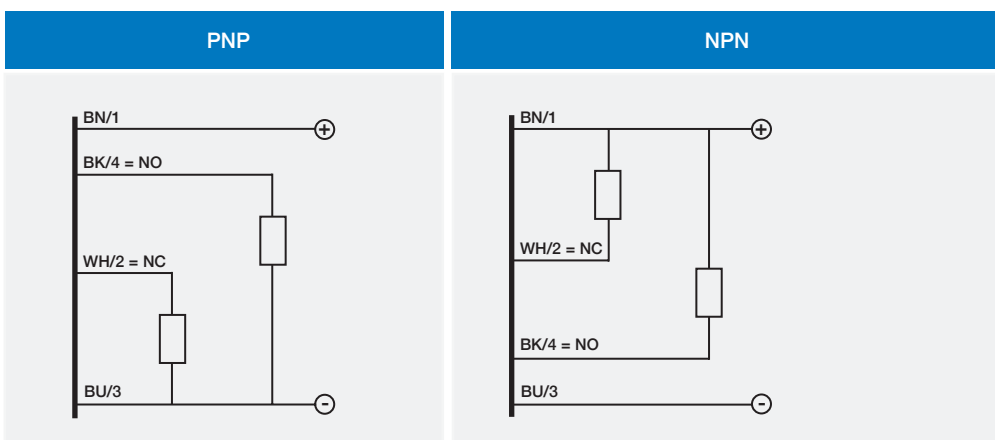 PNP
BN/1
BK/4 = NO
WH/2 = NC
BU/3
+
-
NPN
BN/1
WH/2 = NC
BK/4 = NO
BU/3
+
-